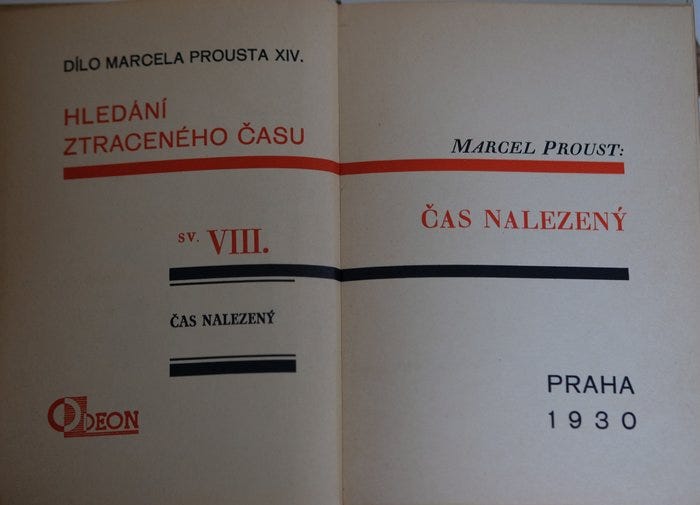 DÍLO MARCELA PROUSTA XIV.
HLEDÁNÍ
ZTRACENÉHO ČASU
SV. VIII.
ČAS NALEZENÝ
ODEON
MARCEL PROUST:
ČAS NALEZENÝ
PRAHA
1930